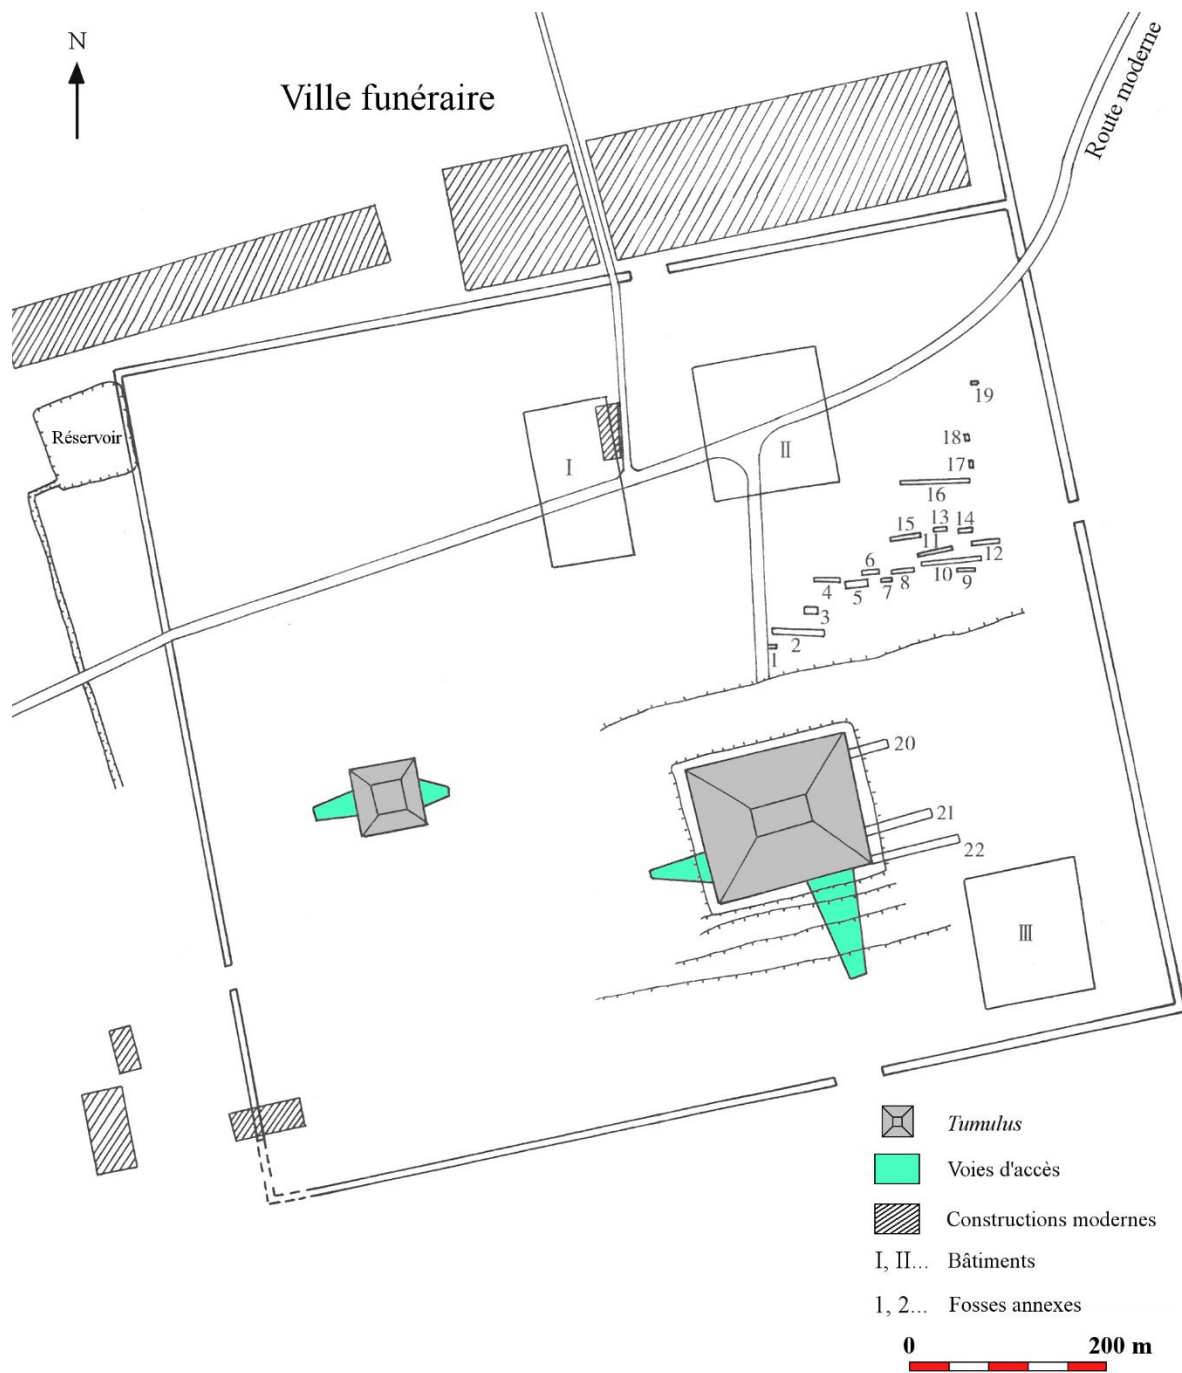 N
Ville funéraire
Route moderne
Réservoir
I
II
19
18
17
16
15
13
14
11
12
6
10
9
8
7
5
4
3
2
1
20
21
22
III
Tumulus
Voies d'accès
Constructions modernes
I, II... Bâtiments
1, 2... Fosses annexes
0 200 m